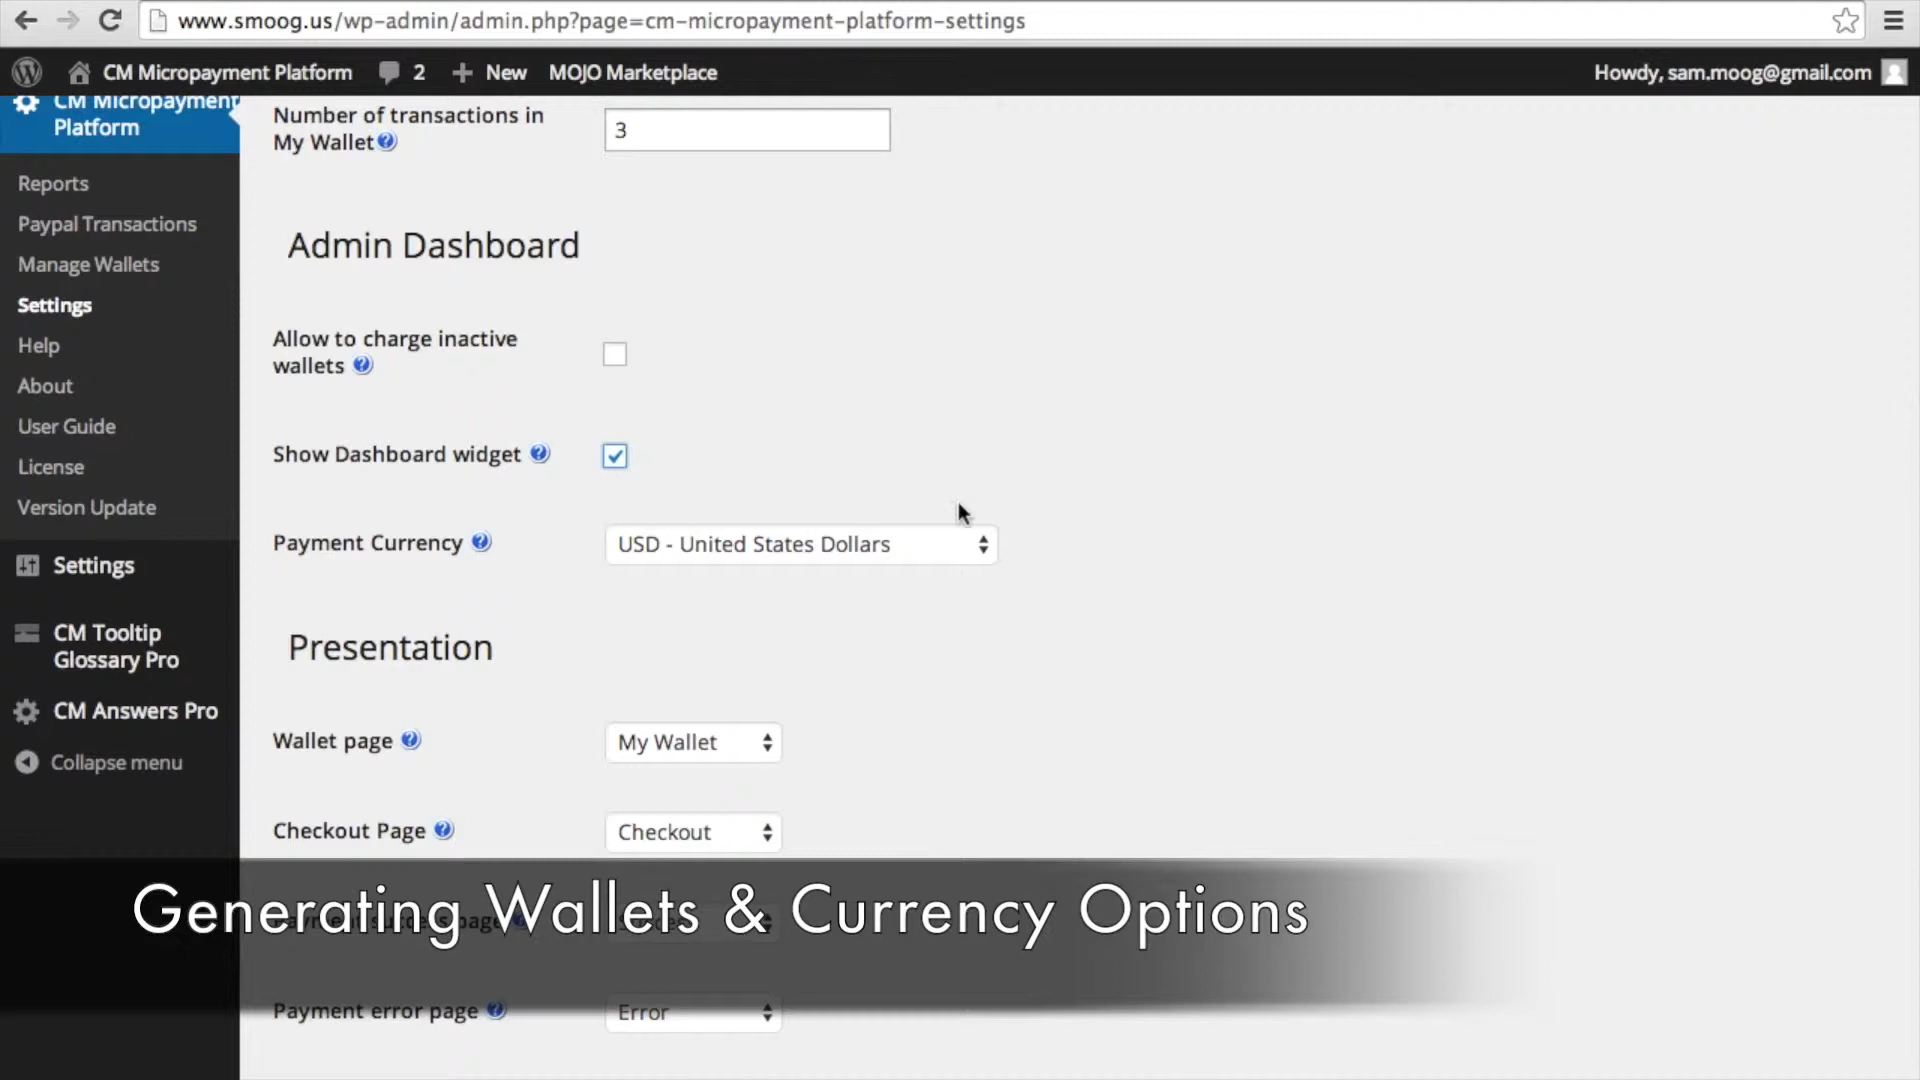 www.smoog.us/wp-admin/admin.php?page=cm-micropayment-platform-settings
CM Micropayment Platform 2 New MOJO Marketplace Howdy, sam.moog@gmail.com
CM Micropayment
Platform
Reports
Paypal Transactions
Manage Wallets
Settings
Help
About
User Guide
License
Version Update
Settings
CM Tooltip
Glossary Pro
CM Answers Pro
Collapse menu
Number of transactions in
My Wallet
3
Admin Dashboard
Allow to charge inactive
wallets
Show Dashboard widget
Payment Currency
USD - United States Dollars
Presentation
Wallet page
My Wallet
Checkout Page
Checkout
Generating Wallets & Currency Options
Payment error page
Error